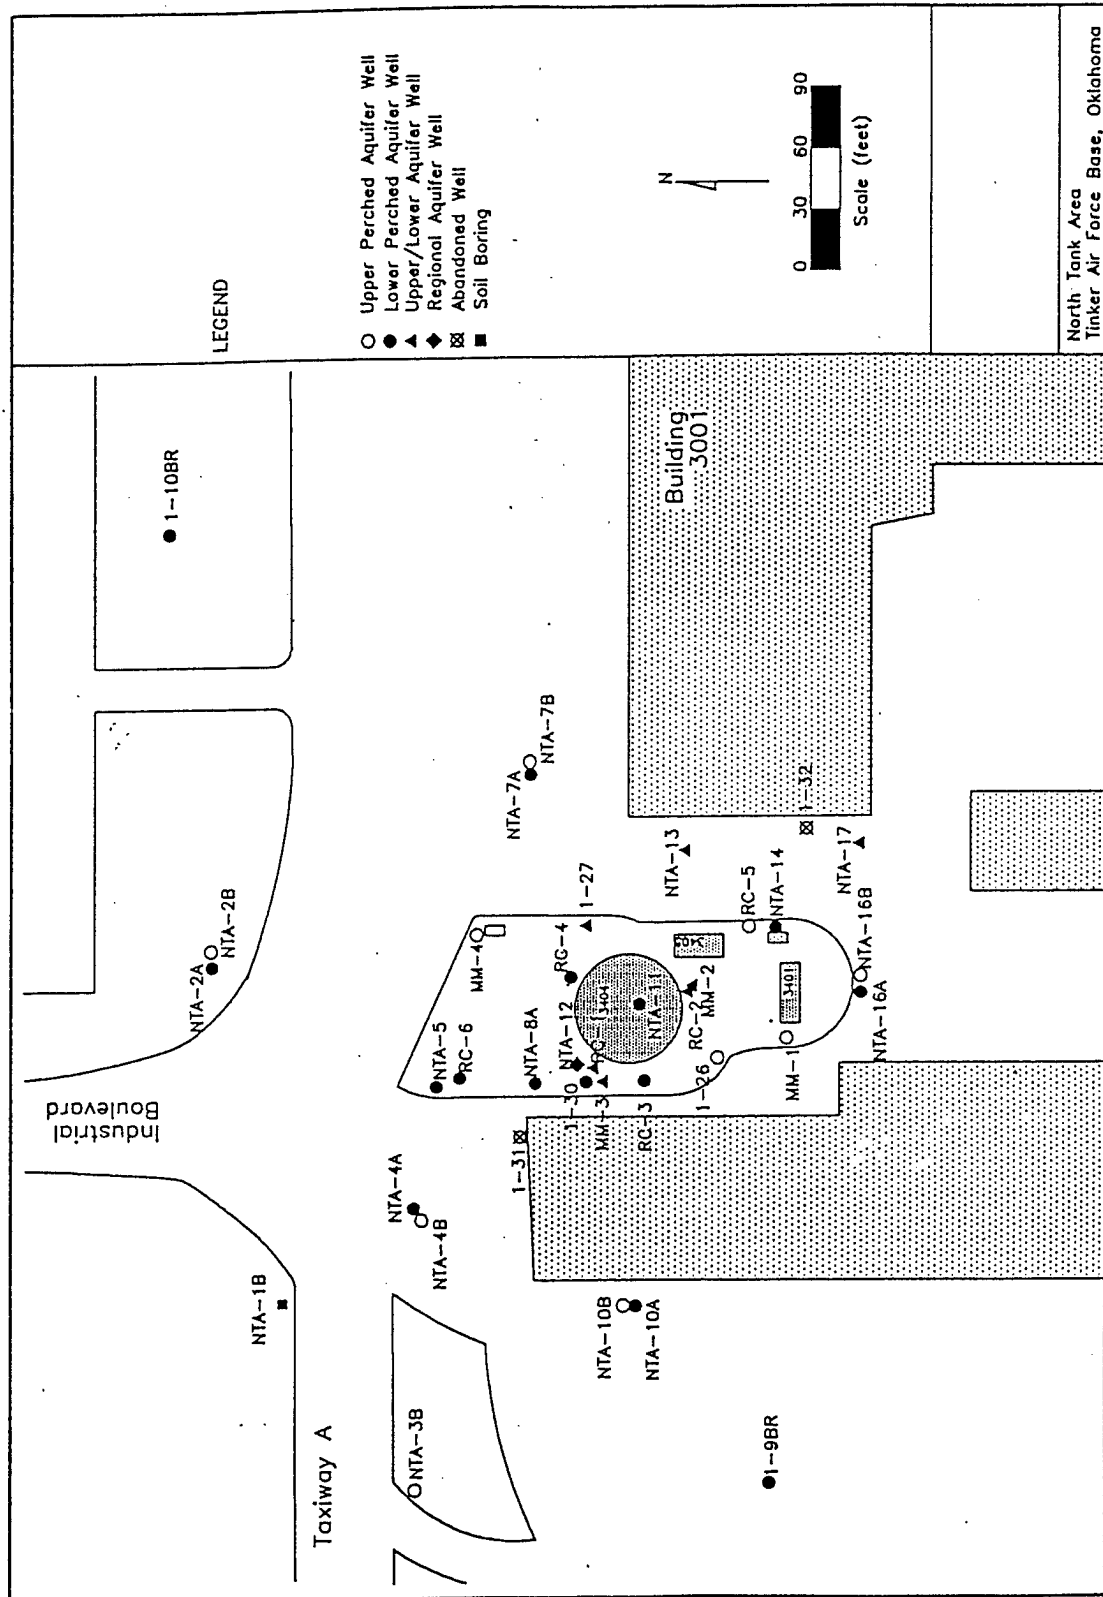 Industrial
Boulevard
Taxiway A
1-10BR
NTA-2A
NTA-2B
NTA-1B
NTA-3B
NTA-4A
NTA-4B
NTA-5
RC-6
NTA-8A
MM-4
NTA-7A
NTA-7B
1-31
1-30
NTA-12
RC-1
RC-4
1-27
MM-3
3404
NTA-11
RC-3
NTA-10B
NTA-10A
1-26
RC-2
MM-2
NTA-13
Building
3001
RC-5
NTA-14
1-32
MM-1
3401
NTA-17
NTA-16A
NTA-16B
1-9BR
LEGEND
Upper Perched Aquifer Well
Lower Perched Aquifer Well
Upper/Lower Aquifer Well
Regional Aquifer Well
Abandoned Well
Soil Boring
N
0 30 60 90
Scale (feet)
North Tank Area
Tinker Air Force Base, Oklahoma